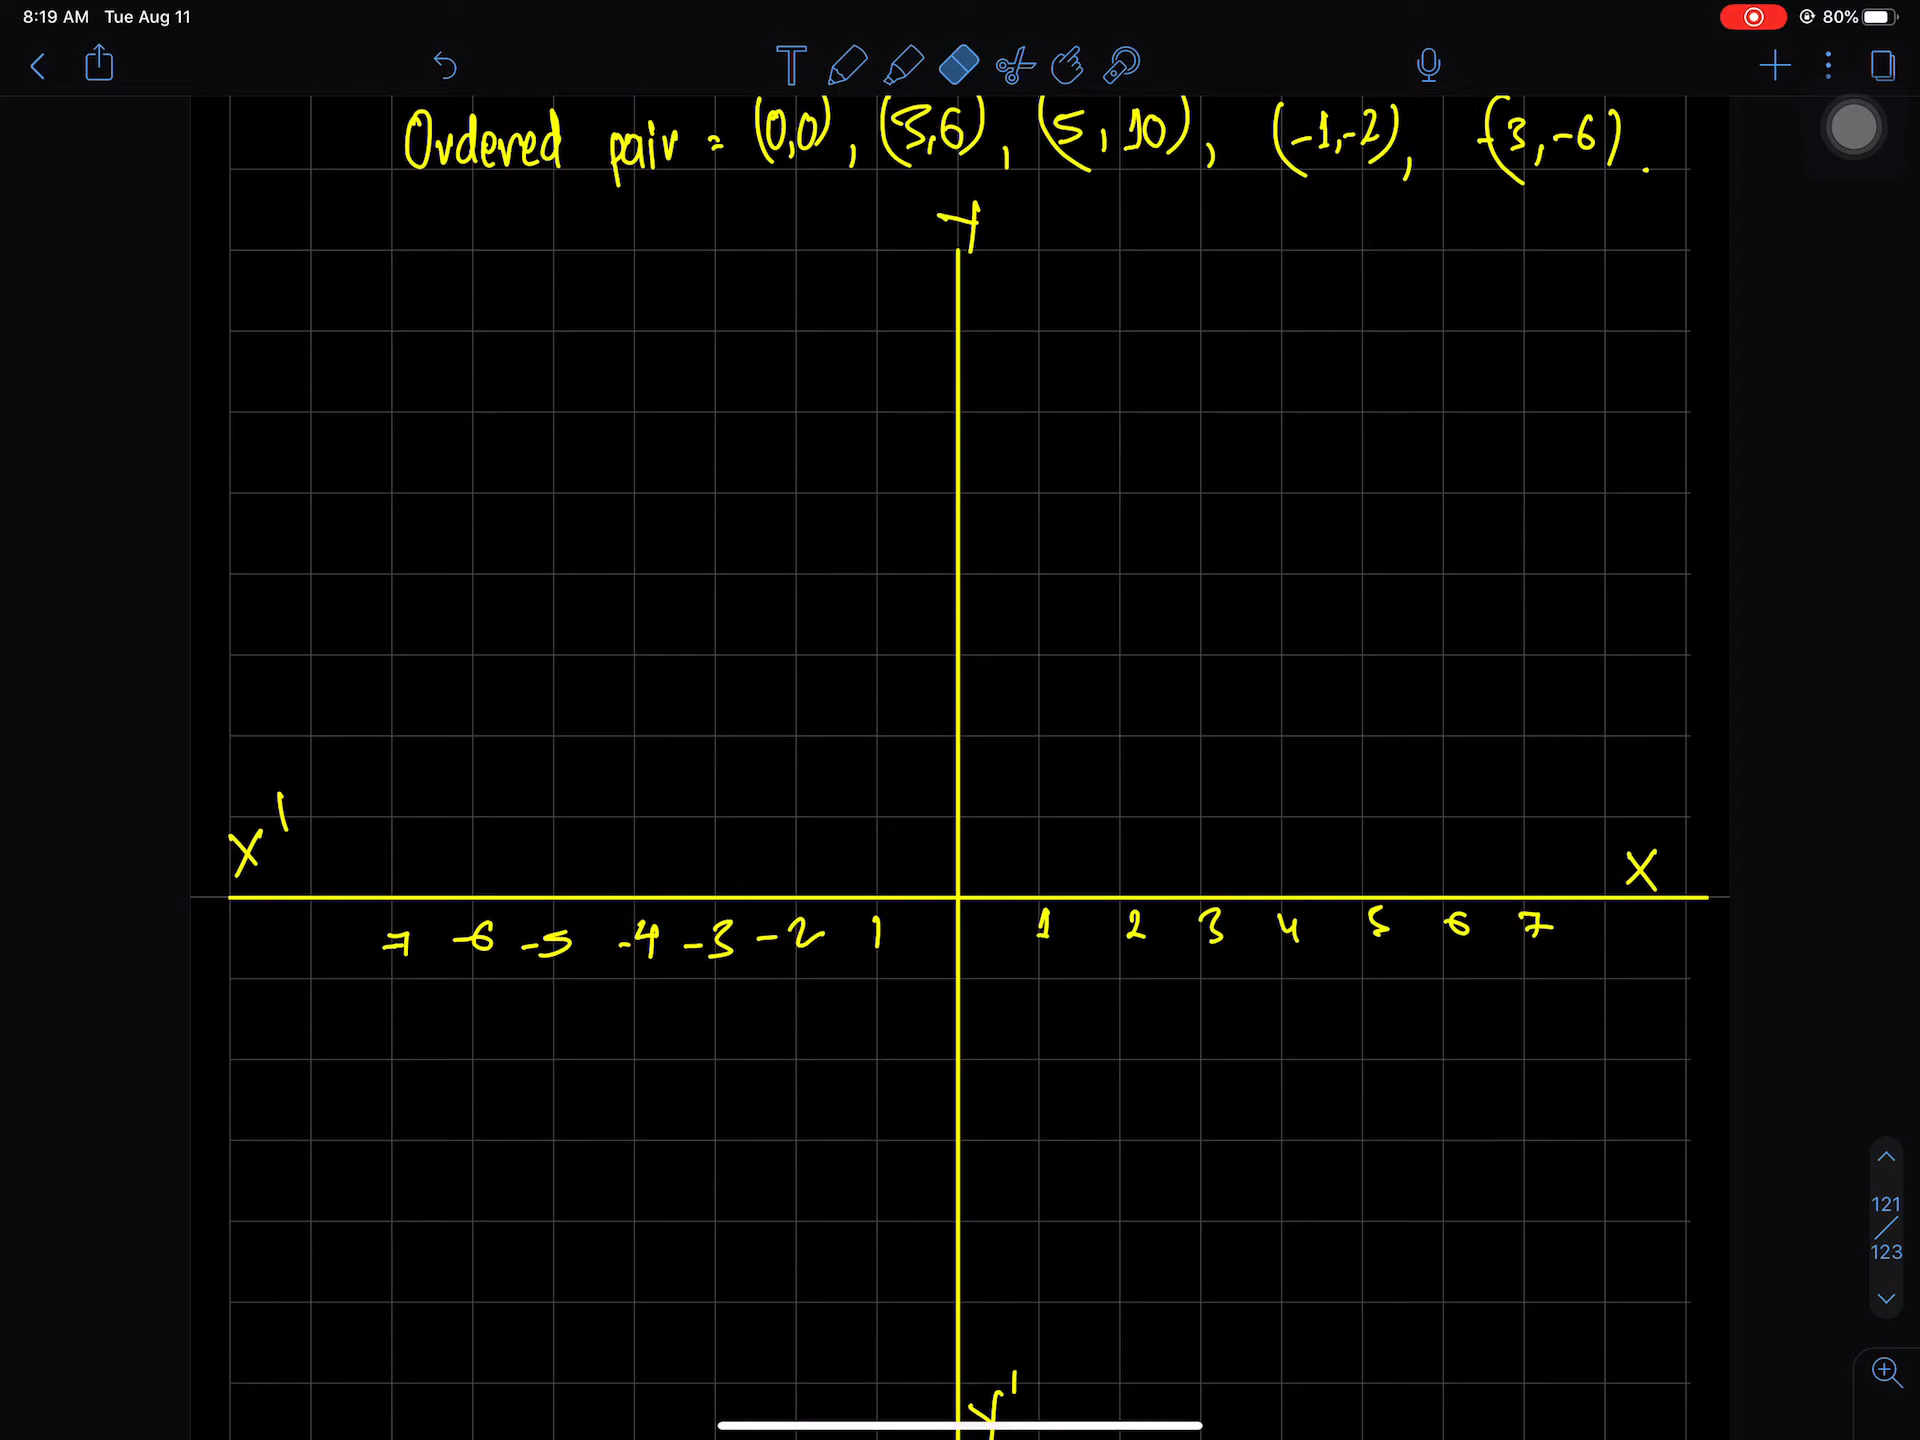 8:19 AM Tue Aug 11 80%
T
Ordered pair = (0,0), (3,6), (5,10), (-1,-2), -(3,-6).
Y
X'
X
-7 -6 -5 -4 -3 -2 1 1 2 3 4 5 6 7
121
123
Y'